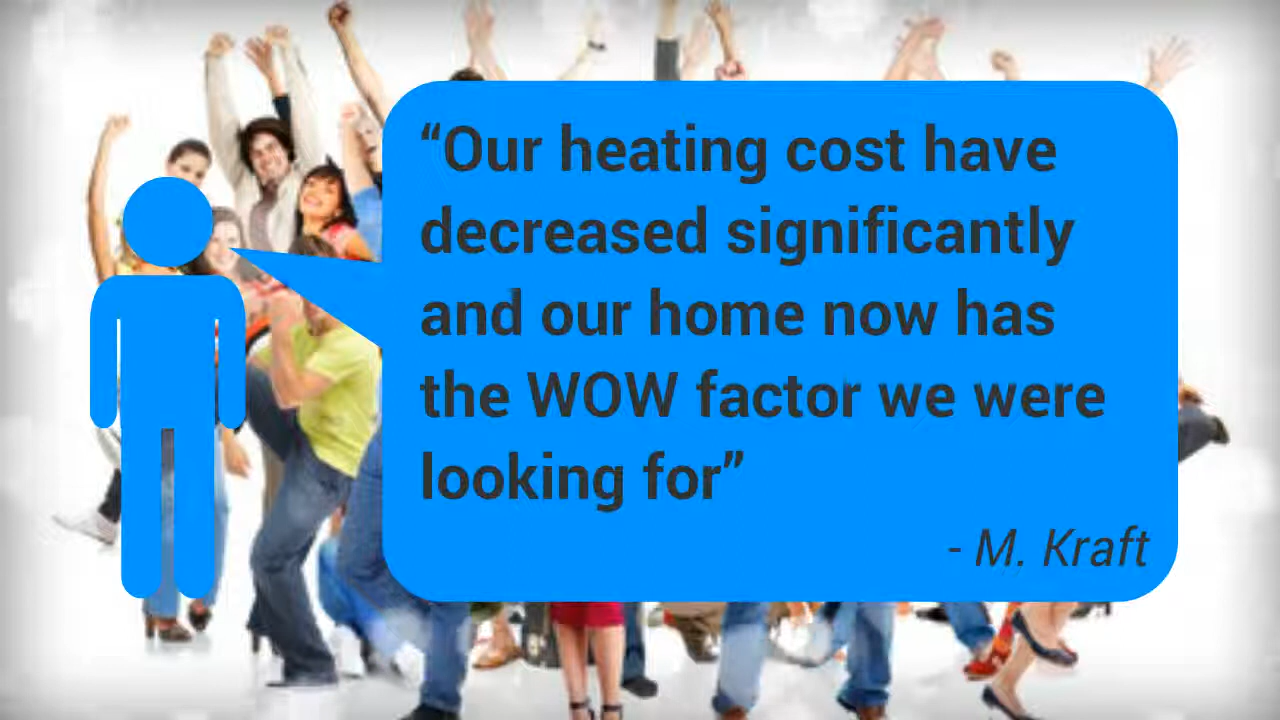 “Our heating cost have
decreased significantly
and our home now has
the WOW factor we were
looking for”
- M. Kraft